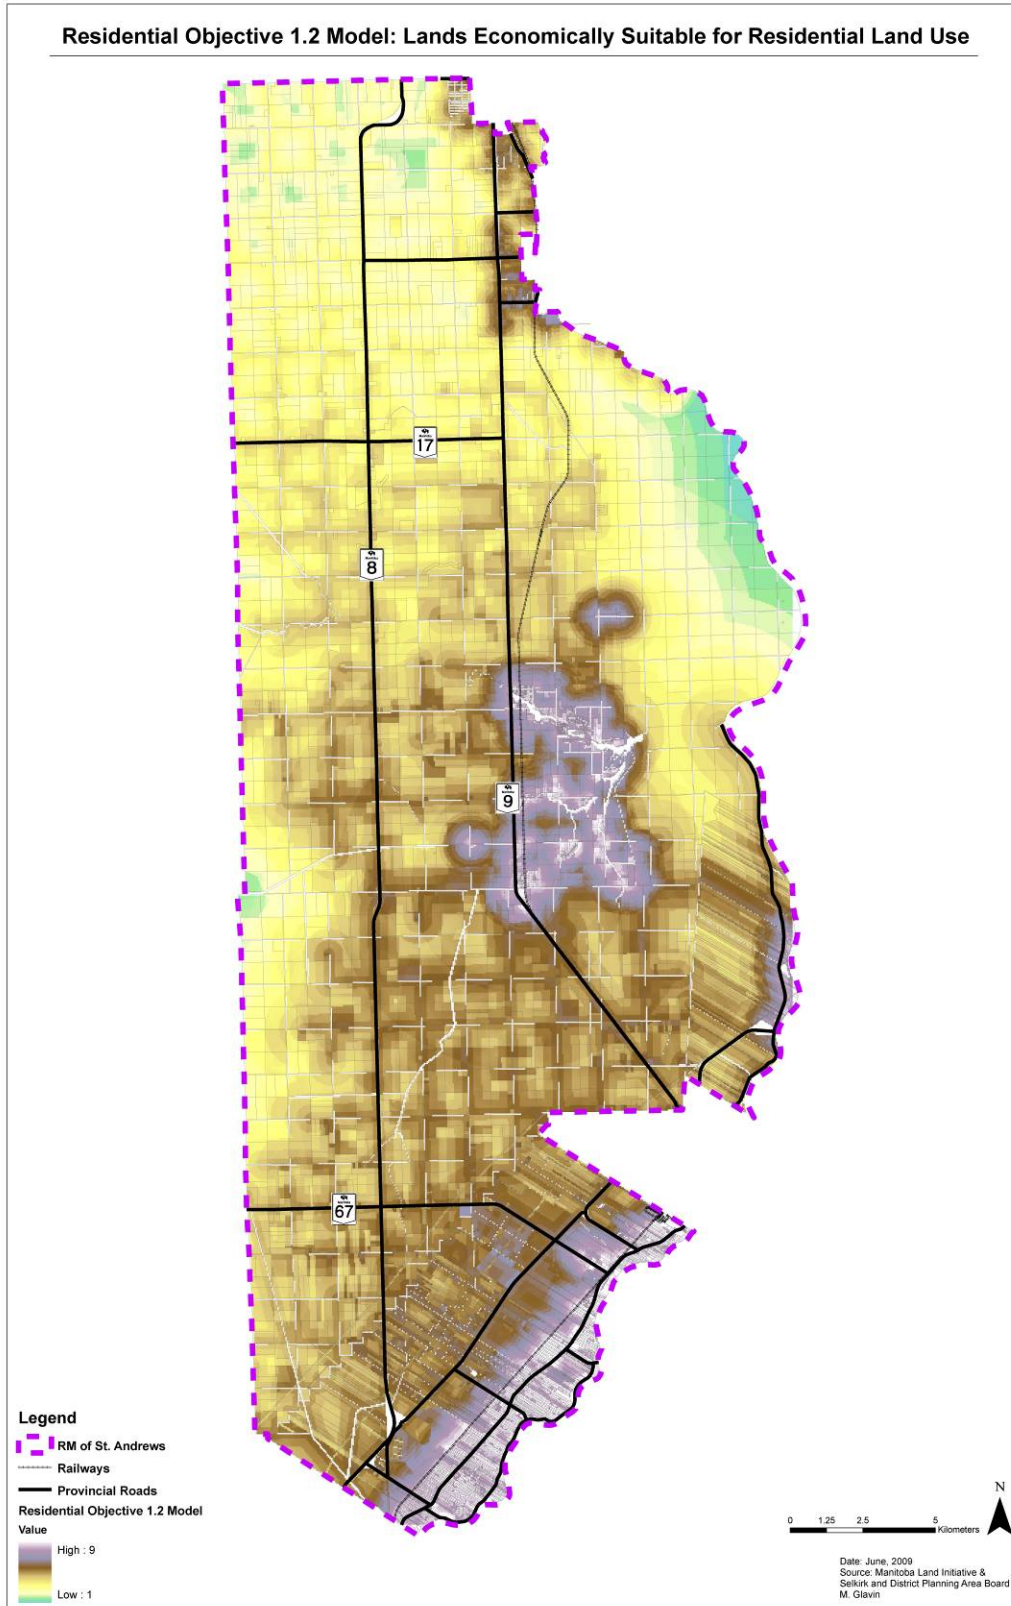 Residential Objective 1.2 Model: Lands Economically Suitable for Residential Land Use
17
8
9
67
Legend
RM of St. Andrews
Railways
Provincial Roads
Residential Objective 1.2 Model
Value
High : 9
Low : 1
N
0 1.25 2.5 5
Kilometers
Date: June, 2009
Source: Manitoba Land Initiative &
Selkirk and District Planning Area Board
M. Glavin